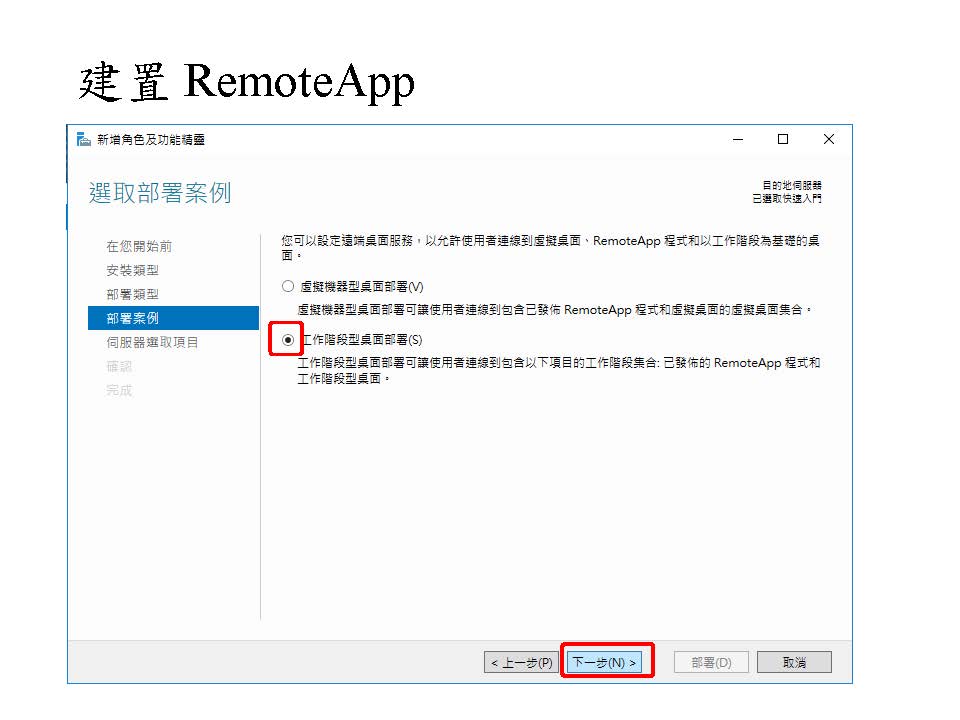 建置 RemoteApp
新增角色及功能精靈
選取部署案例
目的地伺服器
已選取快速入門
在您開始前
安裝類型
部署類型
部署案例
伺服器選取項目
確認
完成
您可以設定遠端桌面服務，以允許使用者連線到虛擬桌面、RemoteApp 程式和以工作階段為基礎的桌
面。
虛擬機器型桌面部署(V)
虛擬機器型桌面部署可讓使用者連線到包含已發佈 RemoteApp 程式和虛擬桌面的虛擬桌面集合。
工作階段型桌面部署(S)
工作階段型桌面部署可讓使用者連線到包含以下項目的工作階段集合: 已發佈的 RemoteApp 程式和
工作階段型桌面。
< 上一步(P) 下一步(N) > 部署(D) 取消